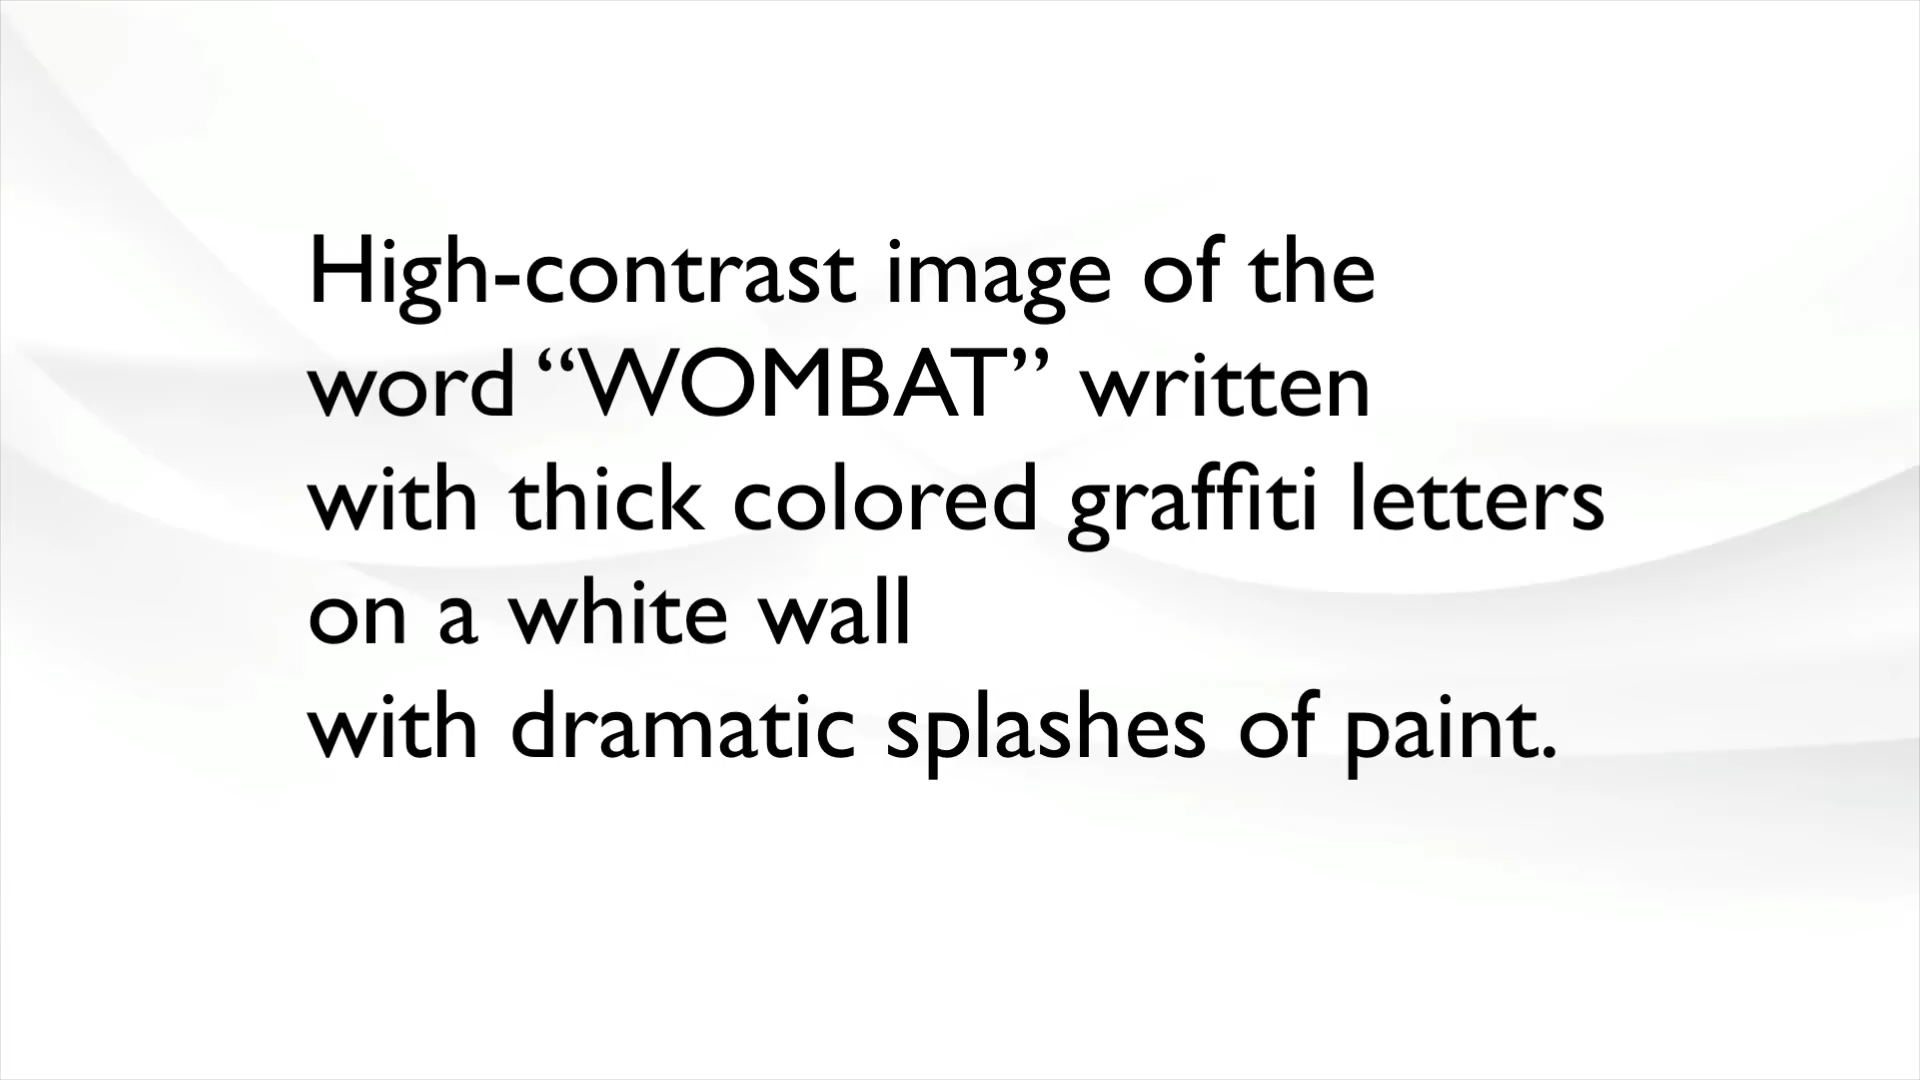 High-contrast image of the
word “WOMBAT” written
with thick colored graffiti letters
on a white wall
with dramatic splashes of paint.